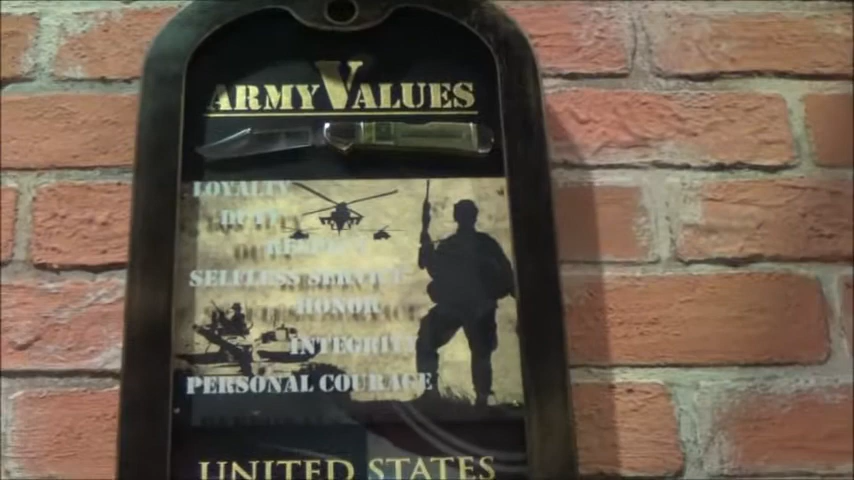 ARMY VALUES
LOYALTY
DUTY
RESPECT
SELFLESS SERVICE
HONOR
INTEGRITY
PERSONAL COURAGE
UNITED STATES